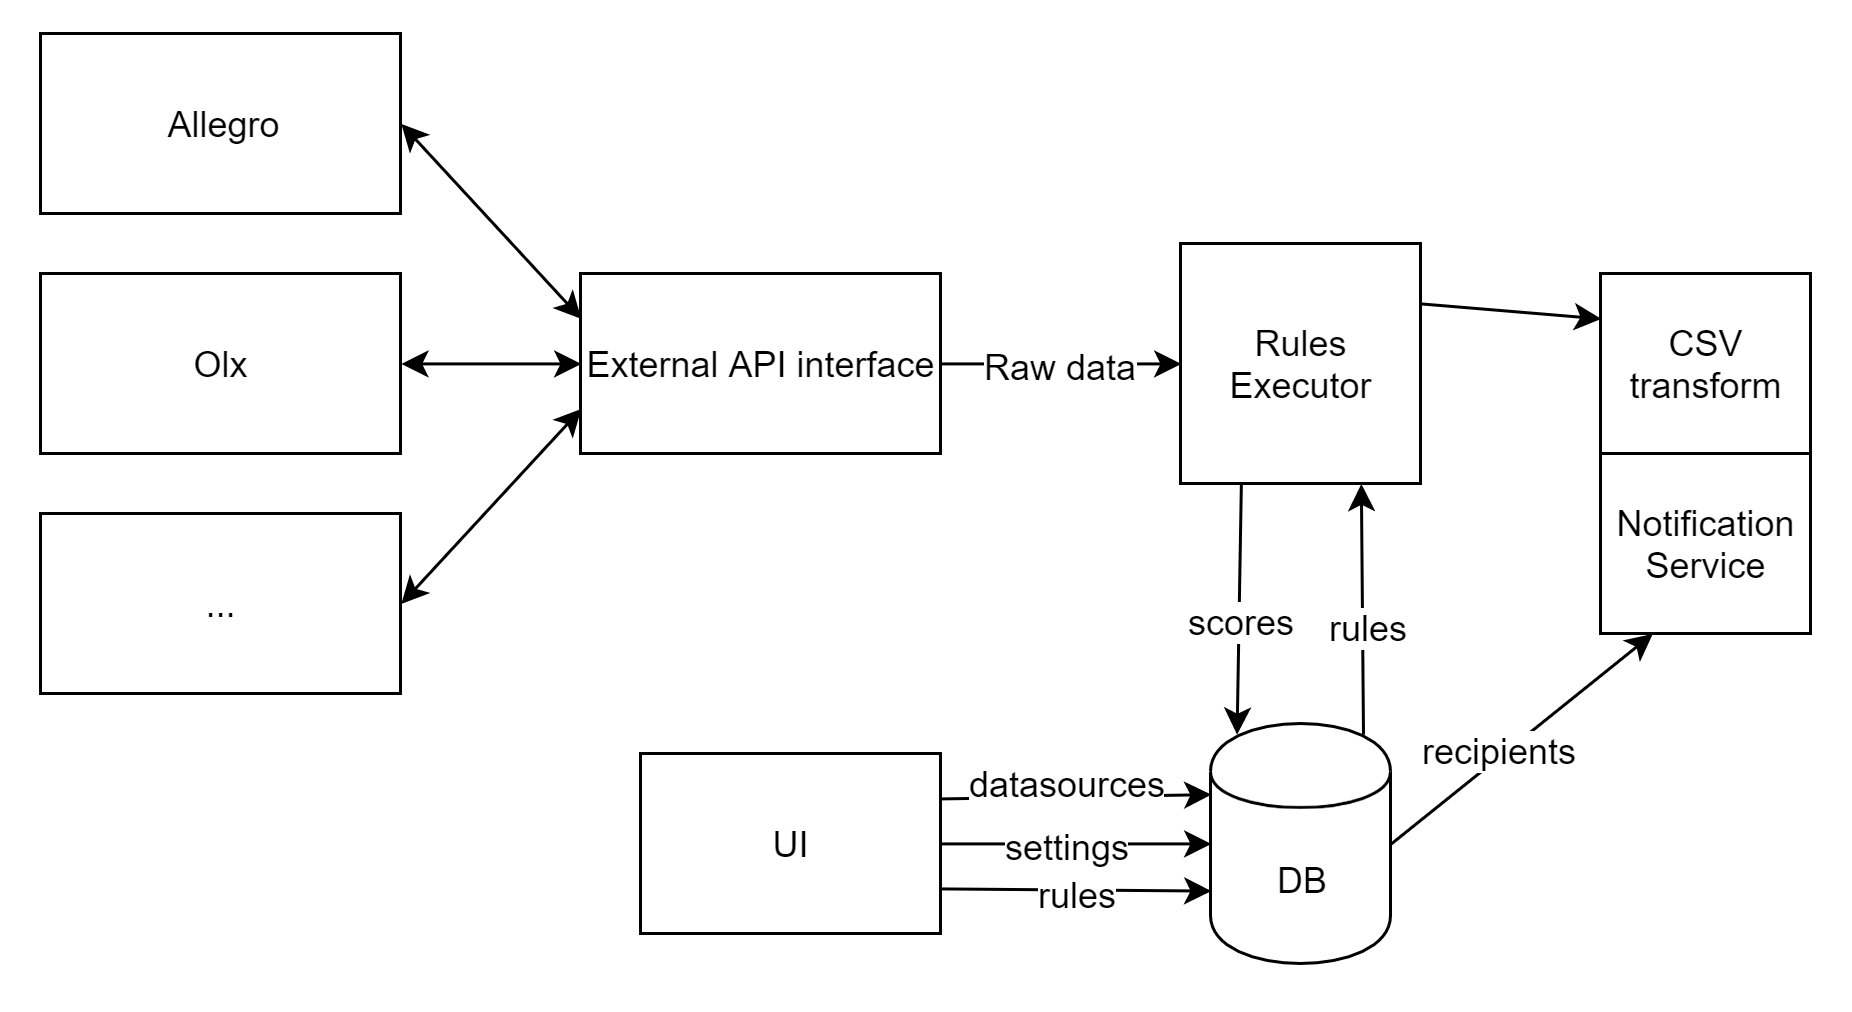 Allegro
Olx
...
External API interface
Raw data
Rules
Executor
CSV
transform
Notification
Service
scores
rules
recipients
UI
datasources
settings
rules
DB